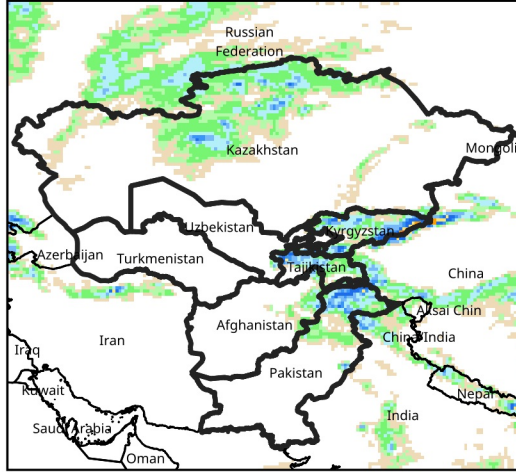 Russian
Federation
Kazakhstan
Mongoli
Uzbekistan
Kyrgyzstan
Azerbaijan
Turkmenistan
Tajikistan
China
Aksai Chin
Afghanistan
China/India
Iran
Iraq
Pakistan
Kuwait
Nepal
India
Saudi Arabia
Oman